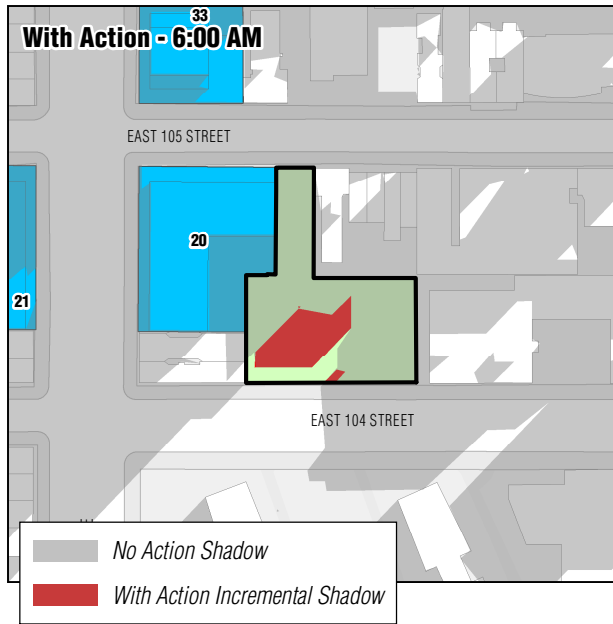 33
With Action - 6:00 AM
EAST 105 STREET
20
21
EAST 104 STREET
No Action Shadow
With Action Incremental Shadow